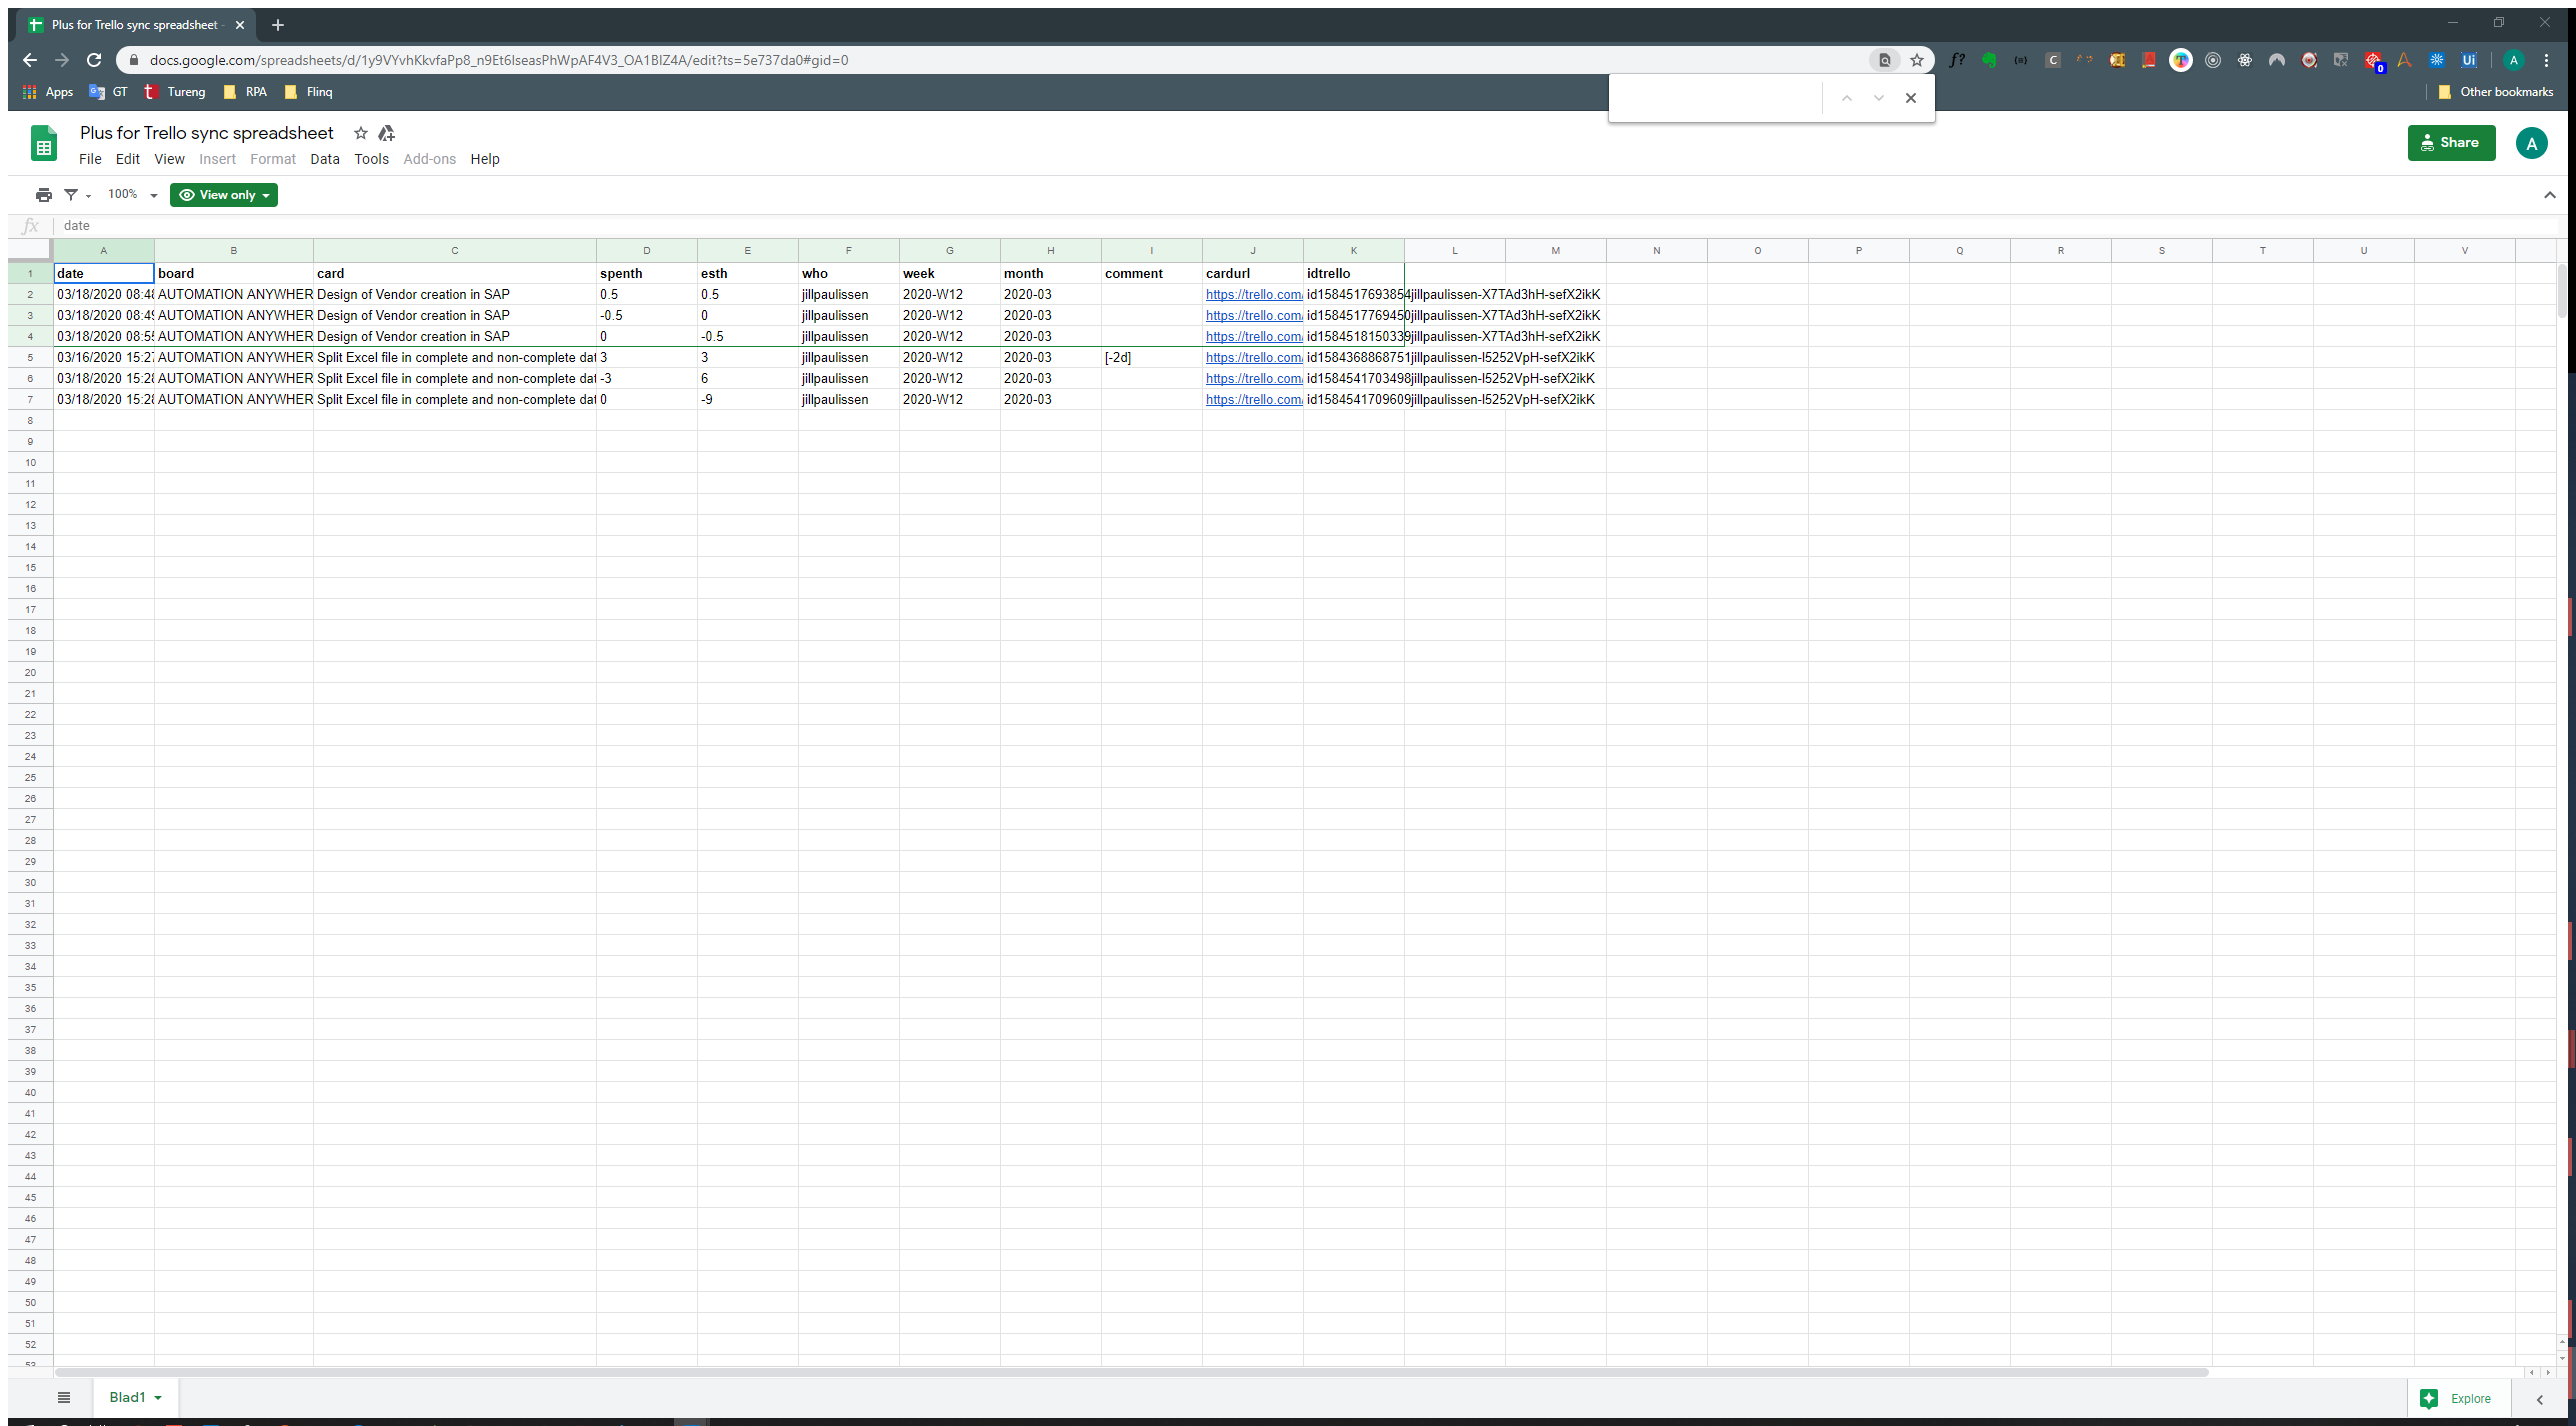 Plus for Trello sync spreadsheet -
docs.google.com/spreadsheets/d/1y9VYvhKkvfaPp8_n9Et6lseasPhWpAF4V3_OA1BlZ4A/edit?ts=5e737da0#gid=0
Apps GT Tureng RPA Flinq Other bookmarks
Plus for Trello sync spreadsheet
Share A
File Edit View Insert Format Data Tools Add-ons Help
100% View only
fx date
A B C D E F G H I J K L M N O P Q R S T U V
1 date board card spenth esth who week month comment cardurl idtrello
2 03/18/2020 08:48 AUTOMATION ANYWHER Design of Vendor creation in SAP 0.5 0.5 jillpaulissen 2020-W12 2020-03 https://trello.com/ id1584517693854jillpaulissen-X7TAd3hH-sefX2ikK
3 03/18/2020 08:49 AUTOMATION ANYWHER Design of Vendor creation in SAP -0.5 0 jillpaulissen 2020-W12 2020-03 https://trello.com/ id1584517769450jillpaulissen-X7TAd3hH-sefX2ikK
4 03/18/2020 08:55 AUTOMATION ANYWHER Design of Vendor creation in SAP 0 -0.5 jillpaulissen 2020-W12 2020-03 https://trello.com/ id1584518150339jillpaulissen-X7TAd3hH-sefX2ikK
5 03/16/2020 15:27 AUTOMATION ANYWHER Split Excel file in complete and non-complete dat 3 3 jillpaulissen 2020-W12 2020-03 [-2d] https://trello.com/ id1584368868751jillpaulissen-I5252VpH-sefX2ikK
6 03/18/2020 15:28 AUTOMATION ANYWHER Split Excel file in complete and non-complete dat -3 6 jillpaulissen 2020-W12 2020-03 https://trello.com/ id1584541703498jillpaulissen-I5252VpH-sefX2ikK
7 03/18/2020 15:28 AUTOMATION ANYWHER Split Excel file in complete and non-complete dat 0 -9 jillpaulissen 2020-W12 2020-03 https://trello.com/ id1584541709609jillpaulissen-I5252VpH-sefX2ikK
8
9
10
11
12
13
14
15
16
17
18
19
20
21
22
23
24
25
26
27
28
29
30
31
32
33
34
35
36
37
38
39
40
41
42
43
44
45
46
47
48
49
50
51
52
53
Blad1 Explore